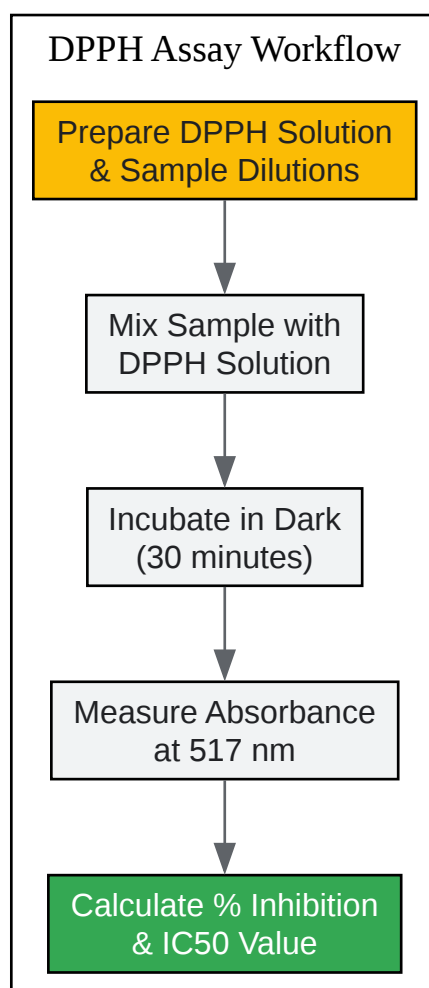 DPPH Assay Workflow
Prepare DPPH Solution
& Sample Dilutions
Mix Sample with
DPPH Solution
Incubate in Dark
(30 minutes)
Measure Absorbance
at 517 nm
Calculate % Inhibition
& IC50 Value